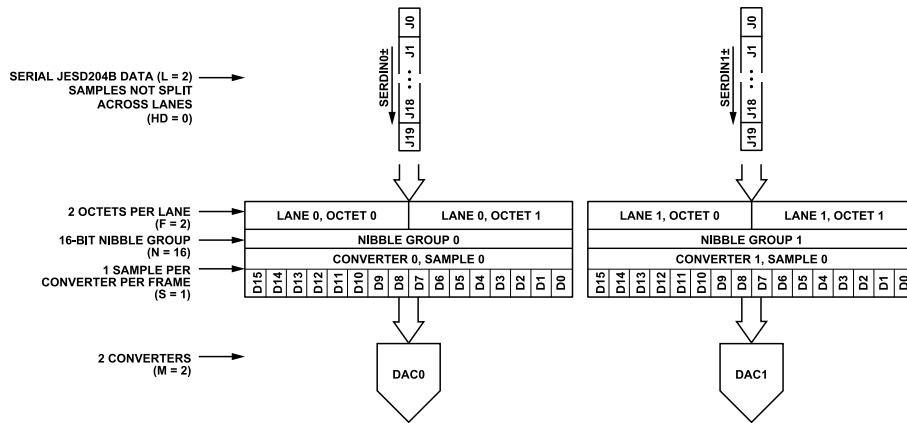 J0
J1
J18
J19
SERDIN0±
J0
J1
J18
J19
SERDIN1±
SERIAL JESD204B DATA (L = 2)
SAMPLES NOT SPLIT
ACROSS LANES
(HD = 0)
2 OCTETS PER LANE
(F = 2)
LANE 0, OCTET 0
LANE 0, OCTET 1
LANE 1, OCTET 0
LANE 1, OCTET 1
16-BIT NIBBLE GROUP
(N = 16)
NIBBLE GROUP 0
NIBBLE GROUP 1
1 SAMPLE PER
CONVERTER PER FRAME
(S = 1)
CONVERTER 0, SAMPLE 0
CONVERTER 1, SAMPLE 0
D15 D14 D13 D12 D11 D10 D9 D8 D7 D6 D5 D4 D3 D2 D1 D0
D15 D14 D13 D12 D11 D10 D9 D8 D7 D6 D5 D4 D3 D2 D1 D0
2 CONVERTERS
(M = 2)
DAC0
DAC1